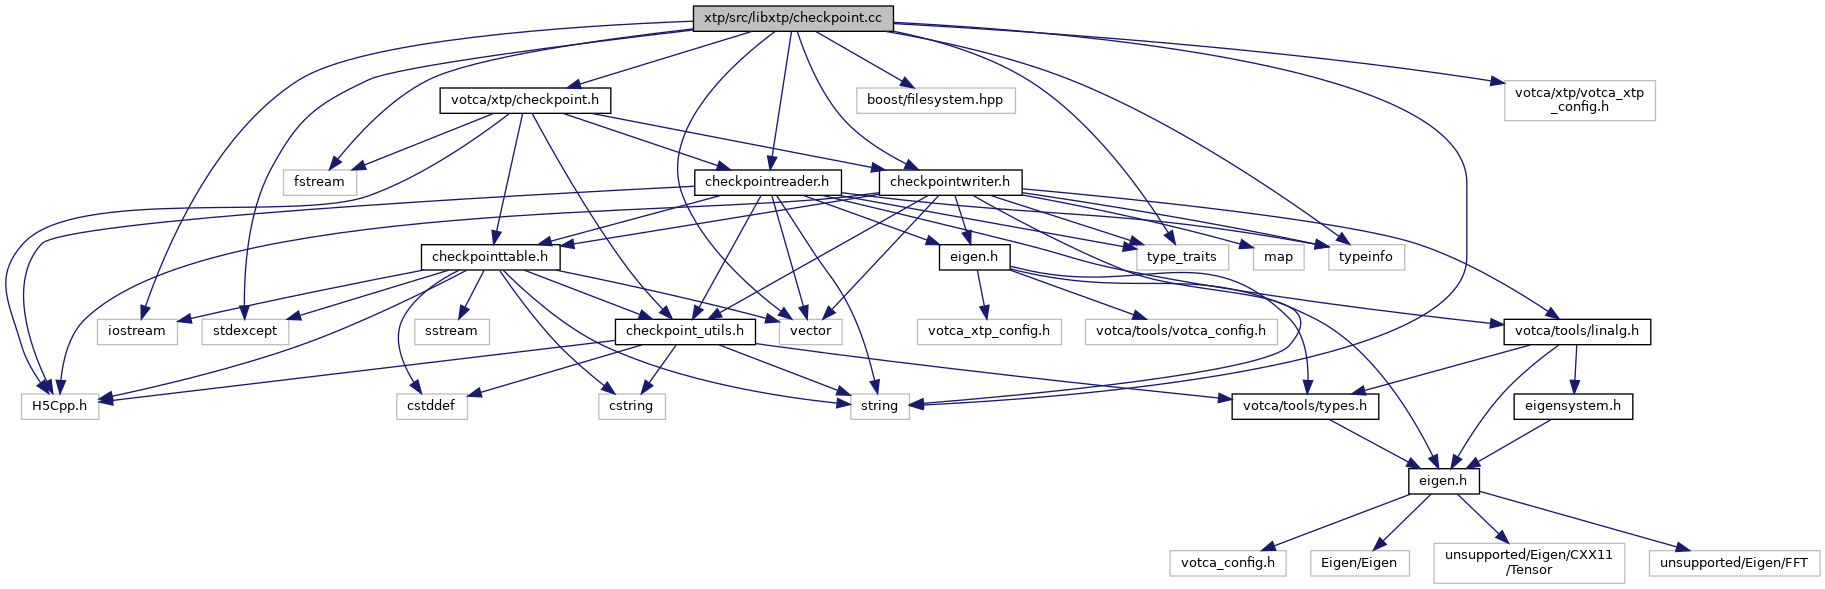 xtp/src/libxtp/checkpoint.cc
votca/xtp/checkpoint.h
boost/filesystem.hpp
votca/xtp/votca_xtp
_config.h
fstream
checkpointreader.h
checkpointwriter.h
checkpointtable.h
eigen.h
type_traits
map
typeinfo
iostream
stdexcept
sstream
checkpoint_utils.h
vector
votca_xtp_config.h
votca/tools/votca_config.h
votca/tools/linalg.h
H5Cpp.h
cstddef
cstring
string
votca/tools/types.h
eigensystem.h
eigen.h
votca_config.h
Eigen/Eigen
unsupported/Eigen/CXX11
/Tensor
unsupported/Eigen/FFT